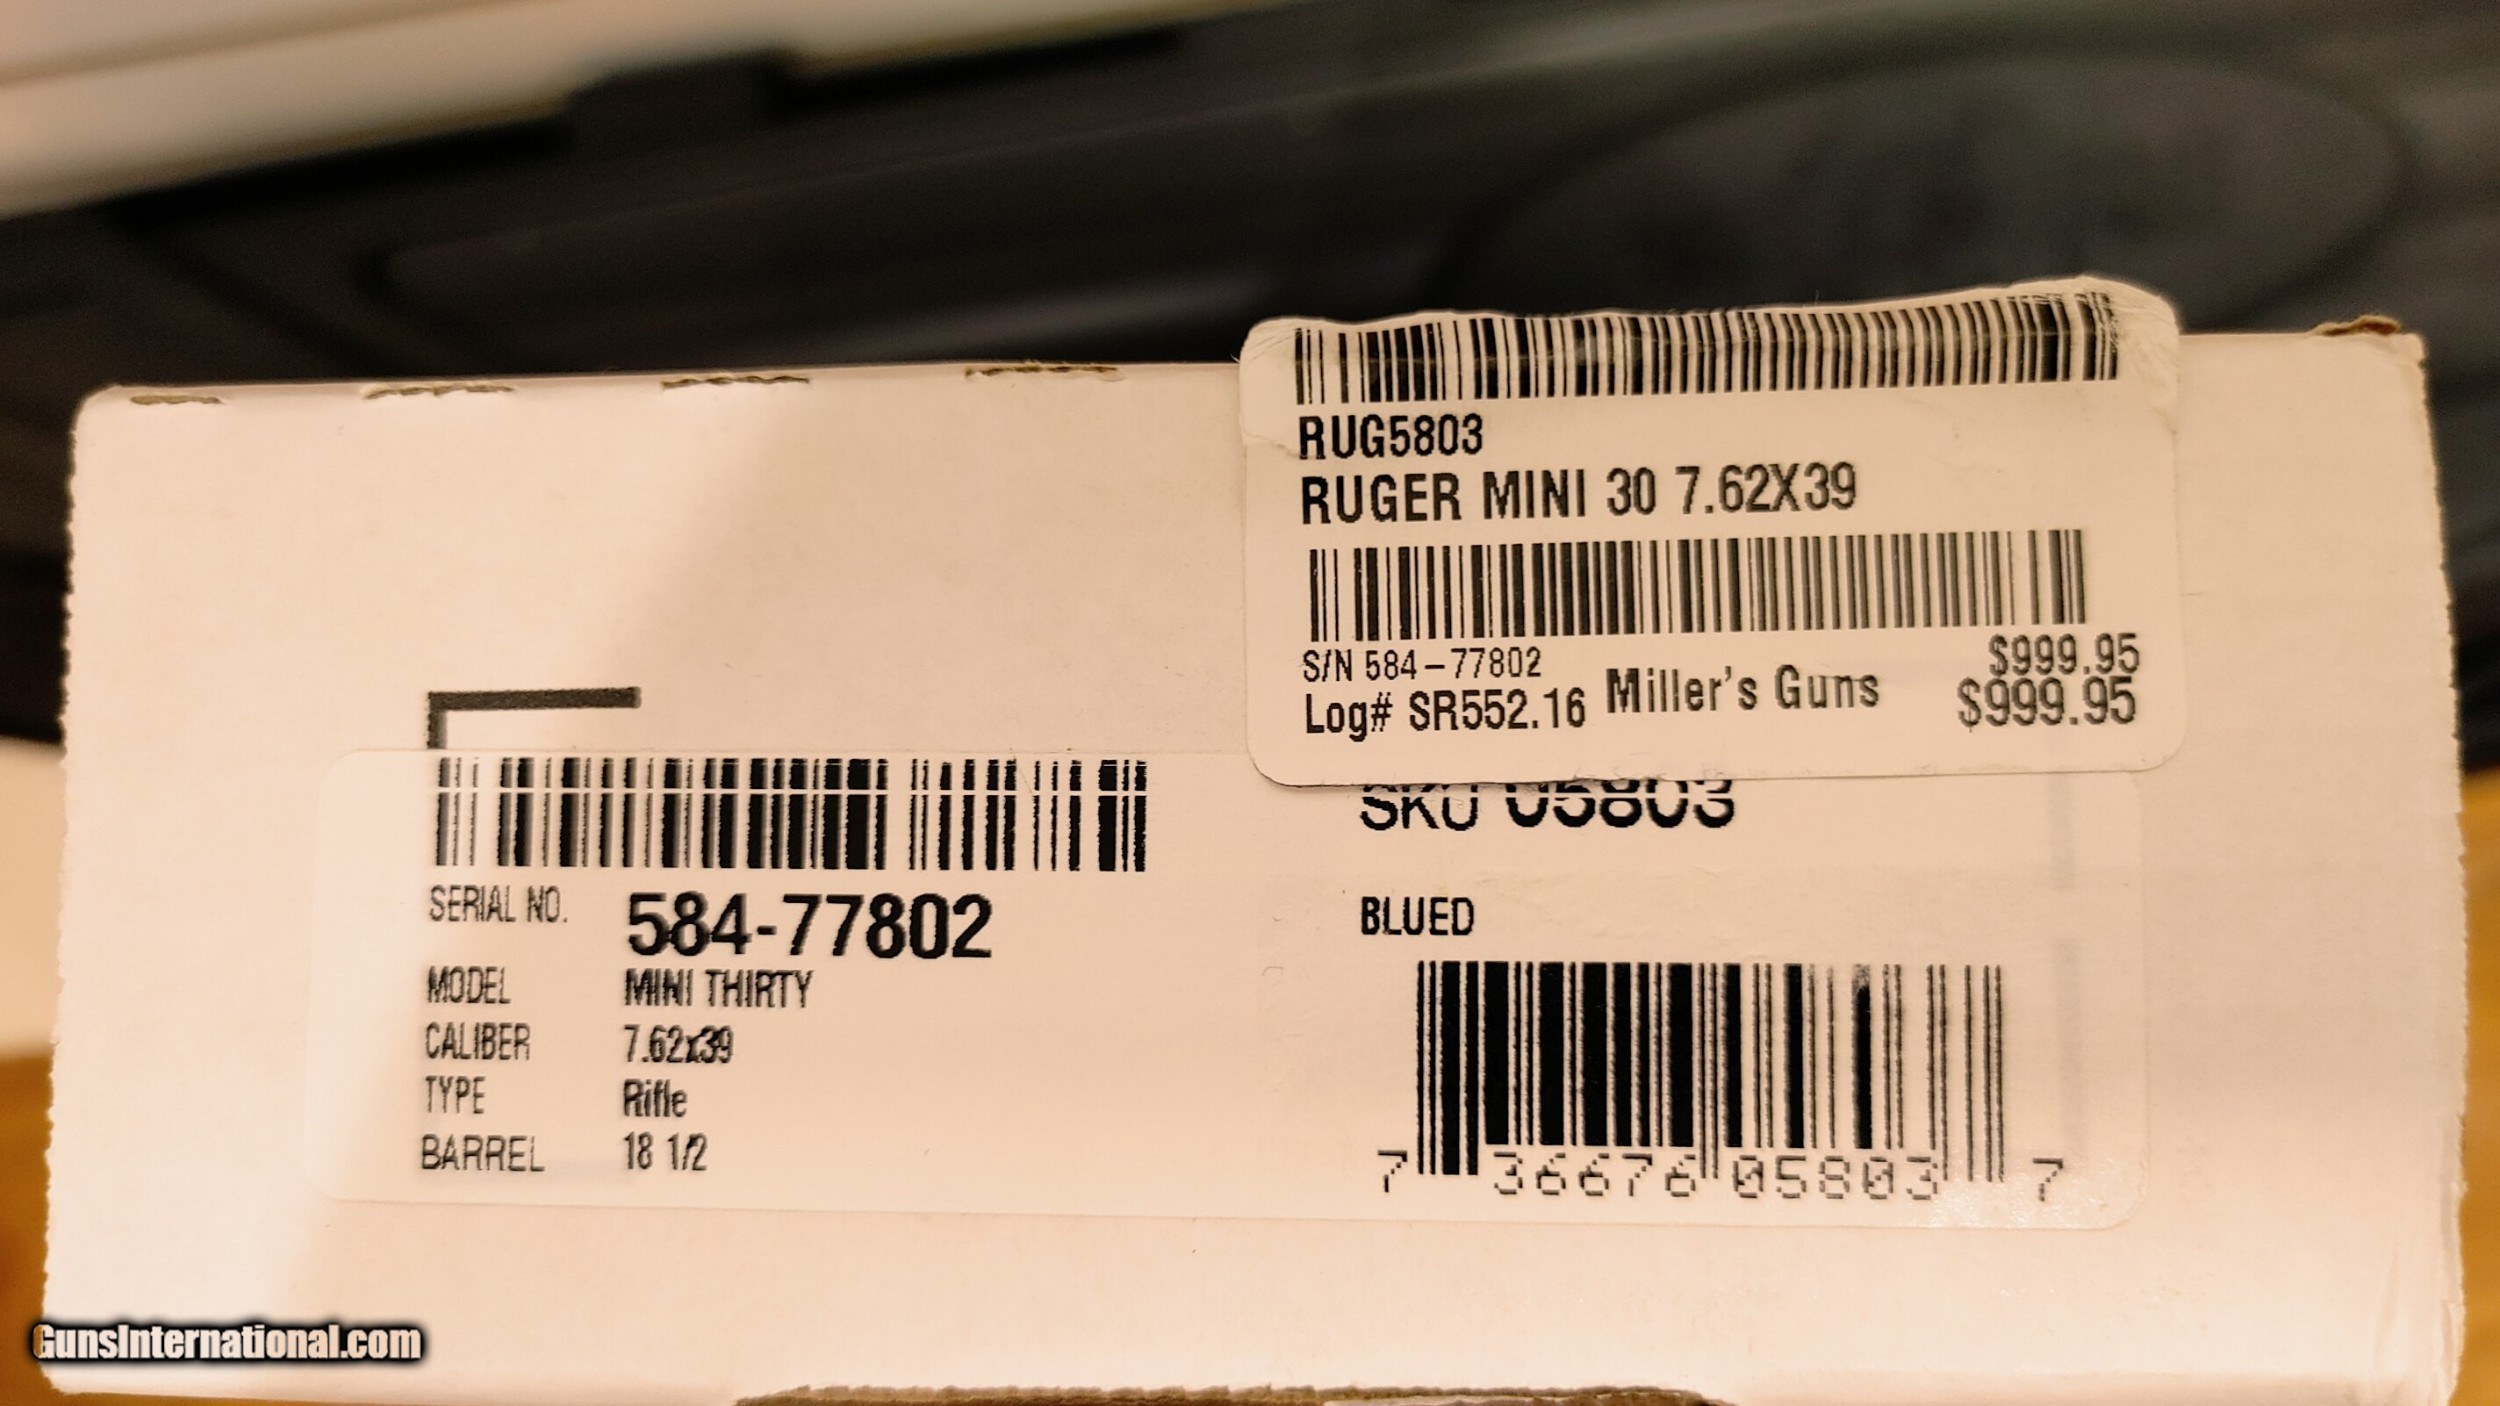 RUG5803
RUGER MINI 30 7.62X39
S/N 584-77802
$999.95
Log# SR552.16 Miller's Guns $999.95
SKU 05803
SERIAL NO. 584-77802
BLUED
MODEL MINI THIRTY
CALIBER 7.62x39
TYPE Rifle
BARREL 18 1/2
7 36676 05803 7
GunsInternational.com